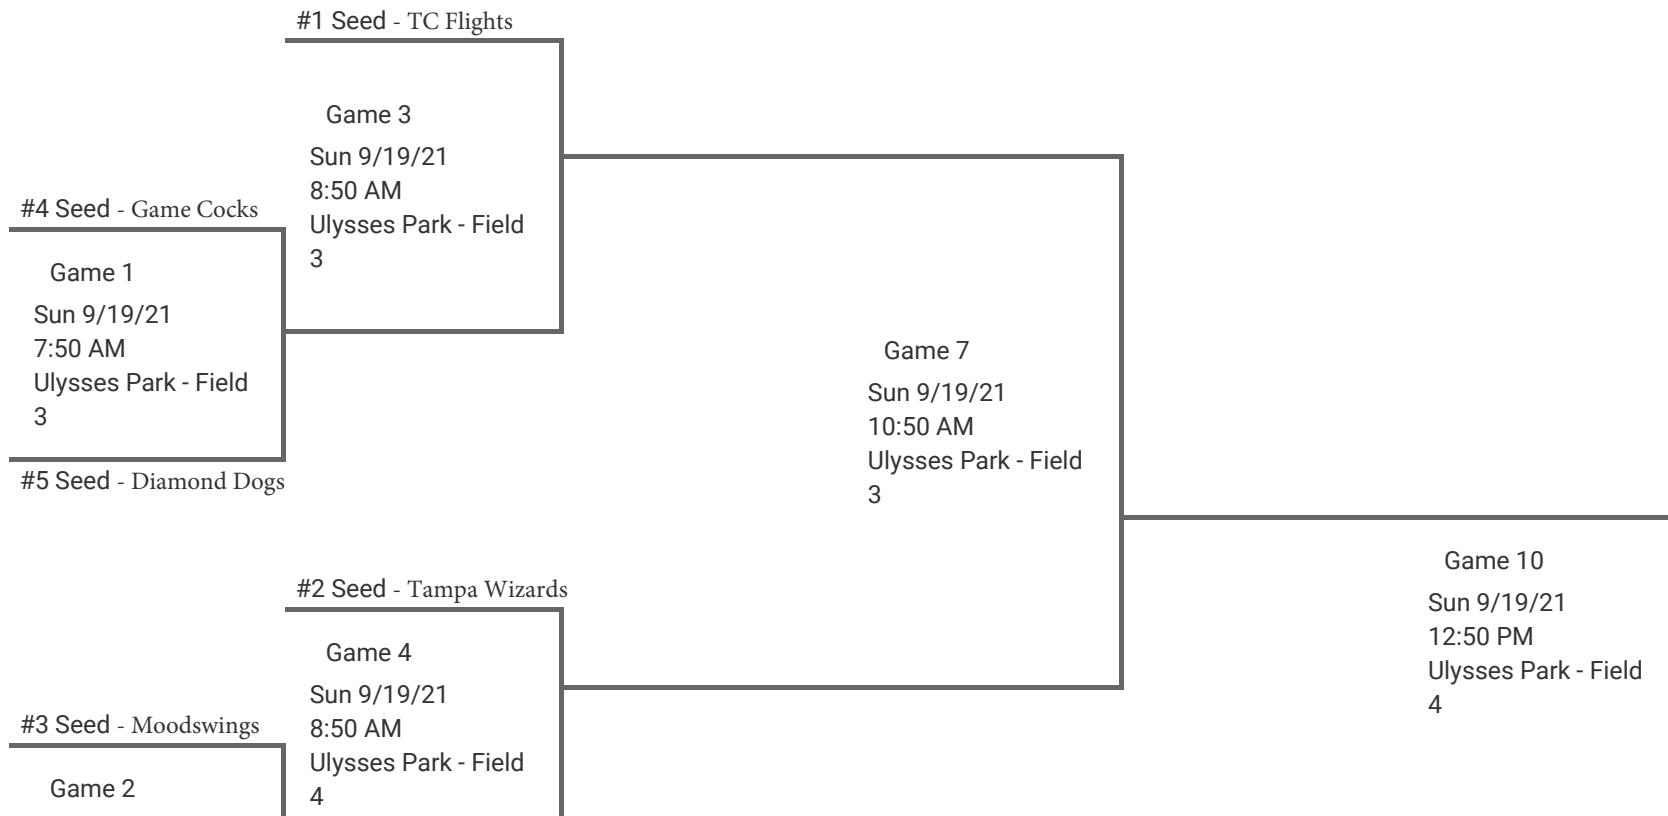 #1 Seed - TC Flights
Game 3
Sun 9/19/21
8:50 AM
Ulysses Park - Field
3
#4 Seed - Game Cocks
Game 1
Sun 9/19/21
7:50 AM
Ulysses Park - Field
3
#5 Seed - Diamond Dogs
Game 7
Sun 9/19/21
10:50 AM
Ulysses Park - Field
3
Game 10
Sun 9/19/21
12:50 PM
Ulysses Park - Field
4
#2 Seed - Tampa Wizards
Game 4
Sun 9/19/21
8:50 AM
Ulysses Park - Field
4
#3 Seed - Moodswings
Game 2